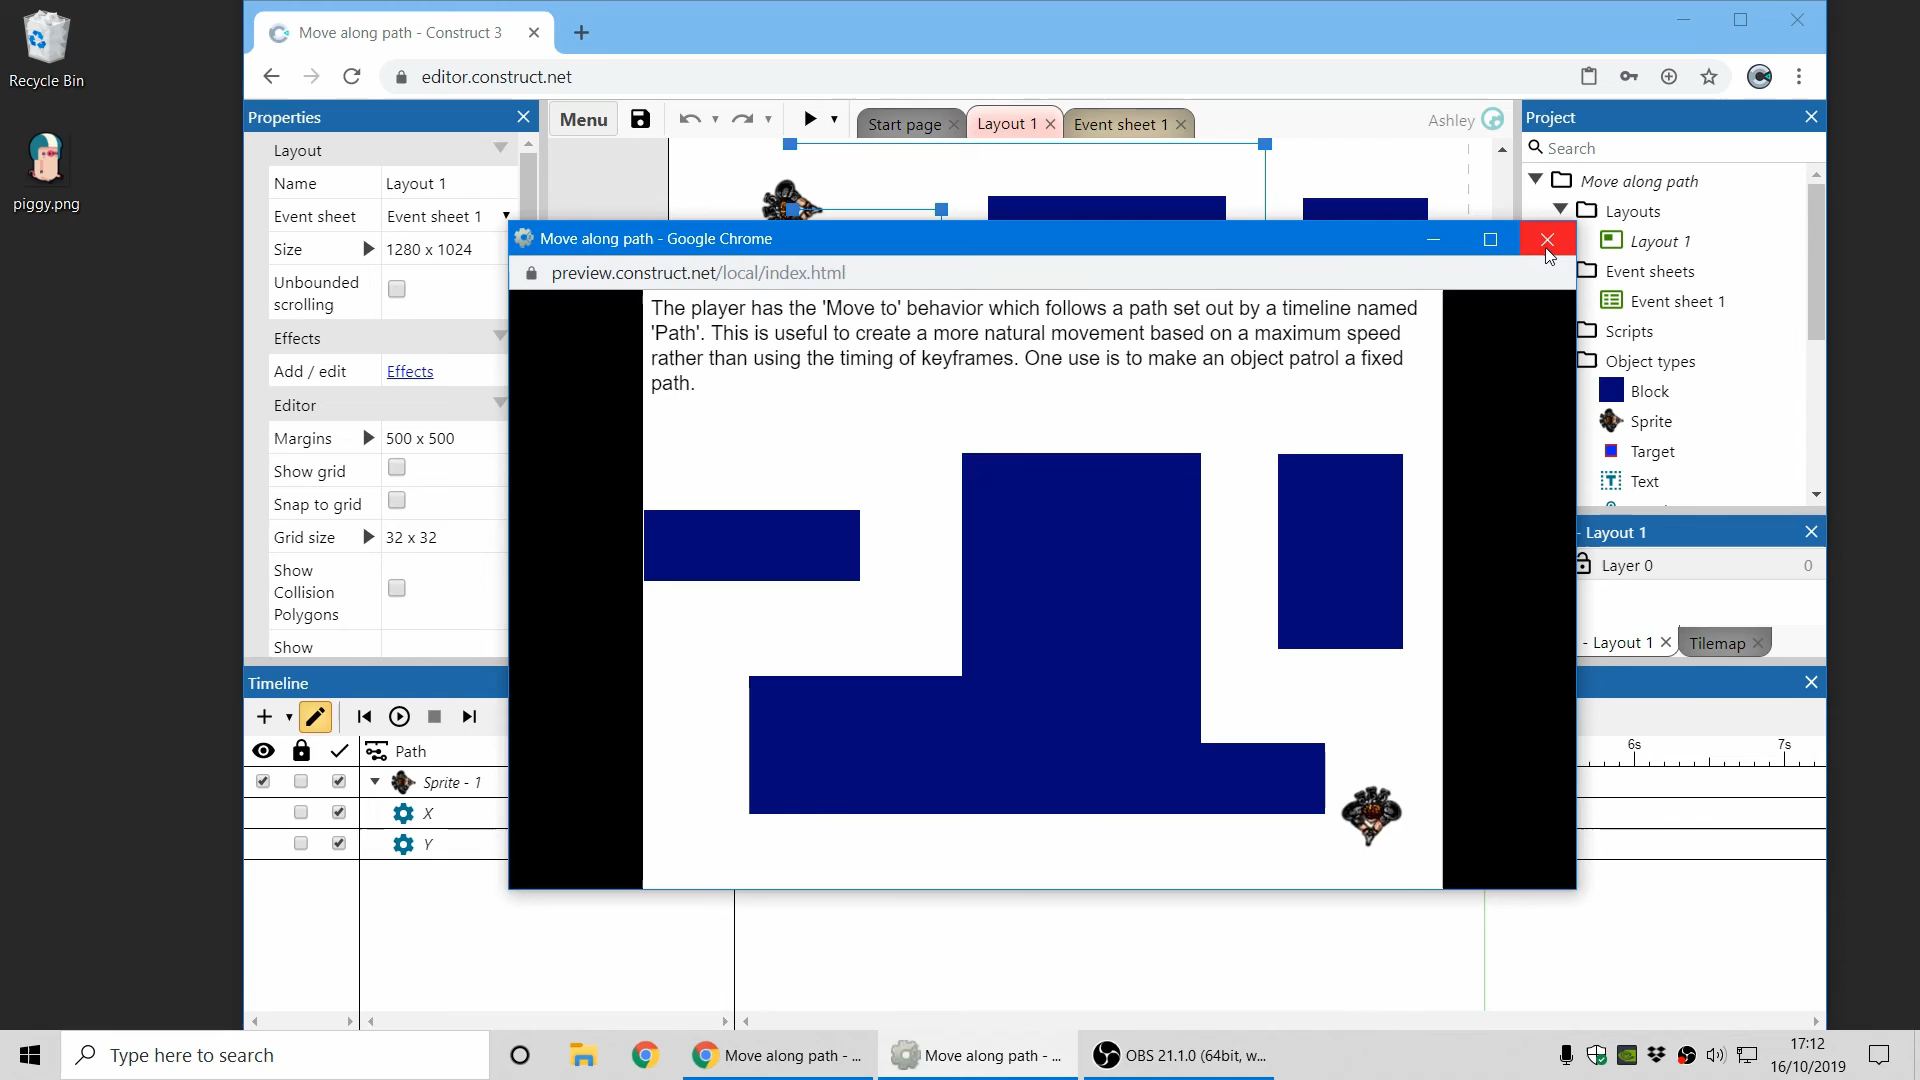 Recycle Bin
piggy.png
Move along path - Construct 3
editor.construct.net
Properties
Layout
Name
Layout 1
Event sheet
Event sheet 1
Size
1280 x 1024
Unbounded
scrolling
Effects
Add / edit
Effects
Editor
Margins
500 x 500
Show grid
Snap to grid
Grid size
32 x 32
Show
Collision
Polygons
Show
Menu
Start page
Layout 1
Event sheet 1
Ashley
Move along path - Google Chrome
preview.construct.net/local/index.html
The player has the 'Move to' behavior which follows a path set out by a timeline named
'Path'. This is useful to create a more natural movement based on a maximum speed
rather than using the timing of keyframes. One use is to make an object patrol a fixed
path.
Project
Search
Move along path
Layouts
Layout 1
Event sheets
Event sheet 1
Scripts
Object types
Block
Sprite
Target
Text
- Layout 1
Layer 0
0
- Layout 1
Tilemap
Timeline
Path
Sprite - 1
X
Y
6s
7s
Type here to search
Move along path - ...
Move along path - ...
OBS 21.1.0 (64bit, w...
17:12
16/10/2019